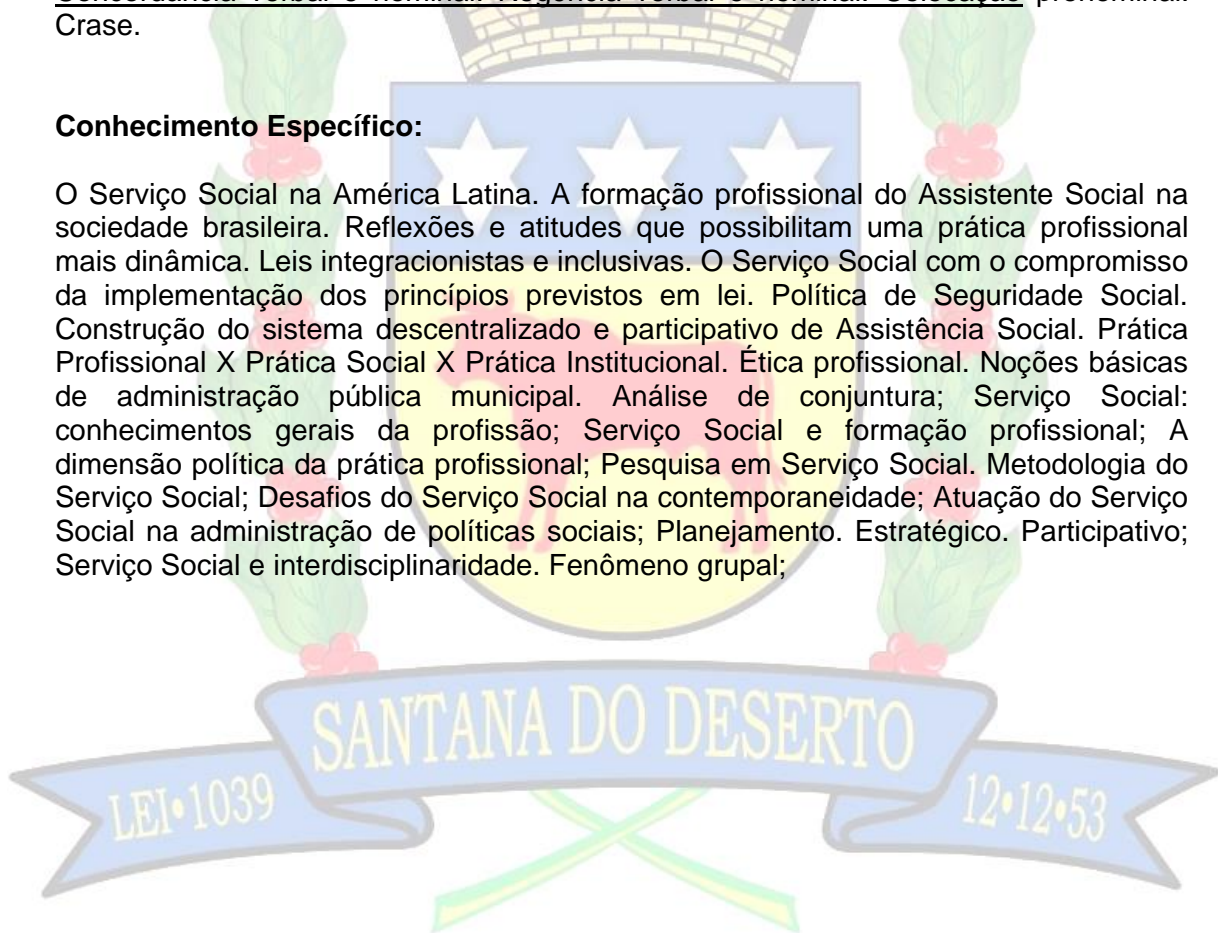 Concordância verbal e nominal. Regência verbal e nominal. Colocação pronominal.
Crase.
Conhecimento Específico:
O Serviço Social na América Latina. A formação profissional do Assistente Social na
sociedade brasileira. Reflexões e atitudes que possibilitam uma prática profissional
mais dinâmica. Leis integracionistas e inclusivas. O Serviço Social com o compromisso
da implementação dos princípios previstos em lei. Política de Seguridade Social.
Construção do sistema descentralizado e participativo de Assistência Social. Prática
Profissional X Prática Social X Prática Institucional. Ética profissional. Noções básicas
de administração pública municipal. Análise de conjuntura; Serviço Social:
conhecimentos gerais da profissão; Serviço Social e formação profissional; A
dimensão política da prática profissional; Pesquisa em Serviço Social. Metodologia do
Serviço Social; Desafios do Serviço Social na contemporaneidade; Atuação do Serviço
Social na administração de políticas sociais; Planejamento. Estratégico. Participativo;
Serviço Social e interdisciplinaridade. Fenômeno grupal;
SANTANA DO DESERTO
LEI•1039
12•12•53